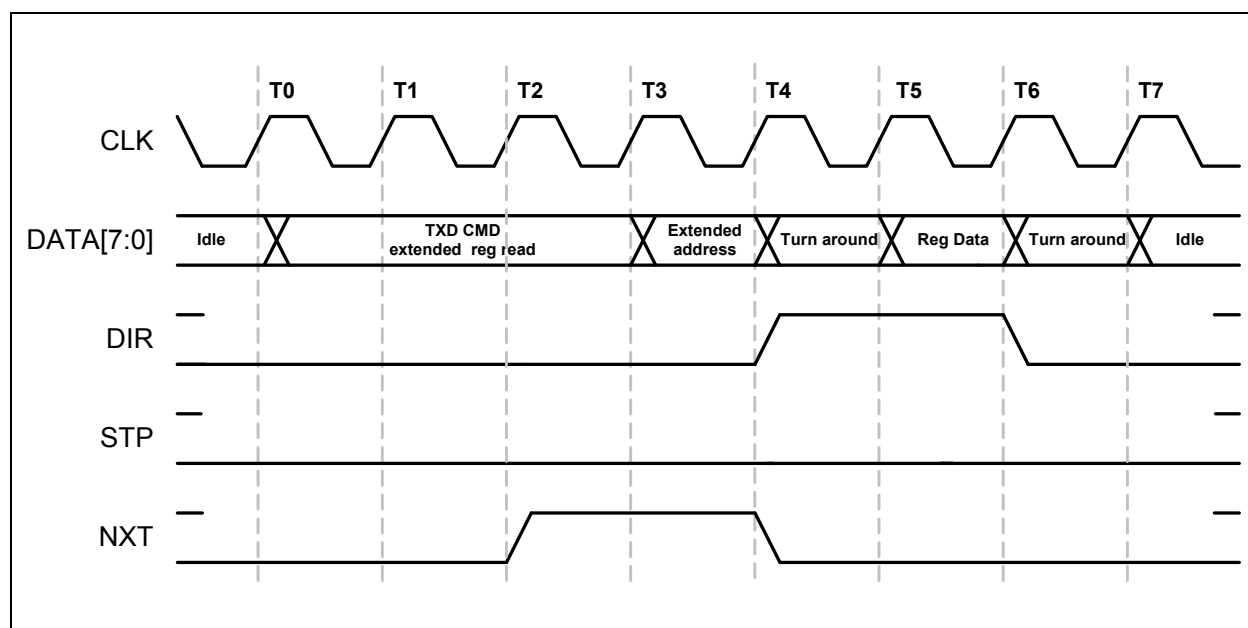 T0 T1 T2 T3 T4 T5 T6 T7
CLK
DATA[7:0]
Idle
TXD CMD
extended reg read
Extended
address
Turn around
Reg Data
Turn around
Idle
DIR
STP
NXT